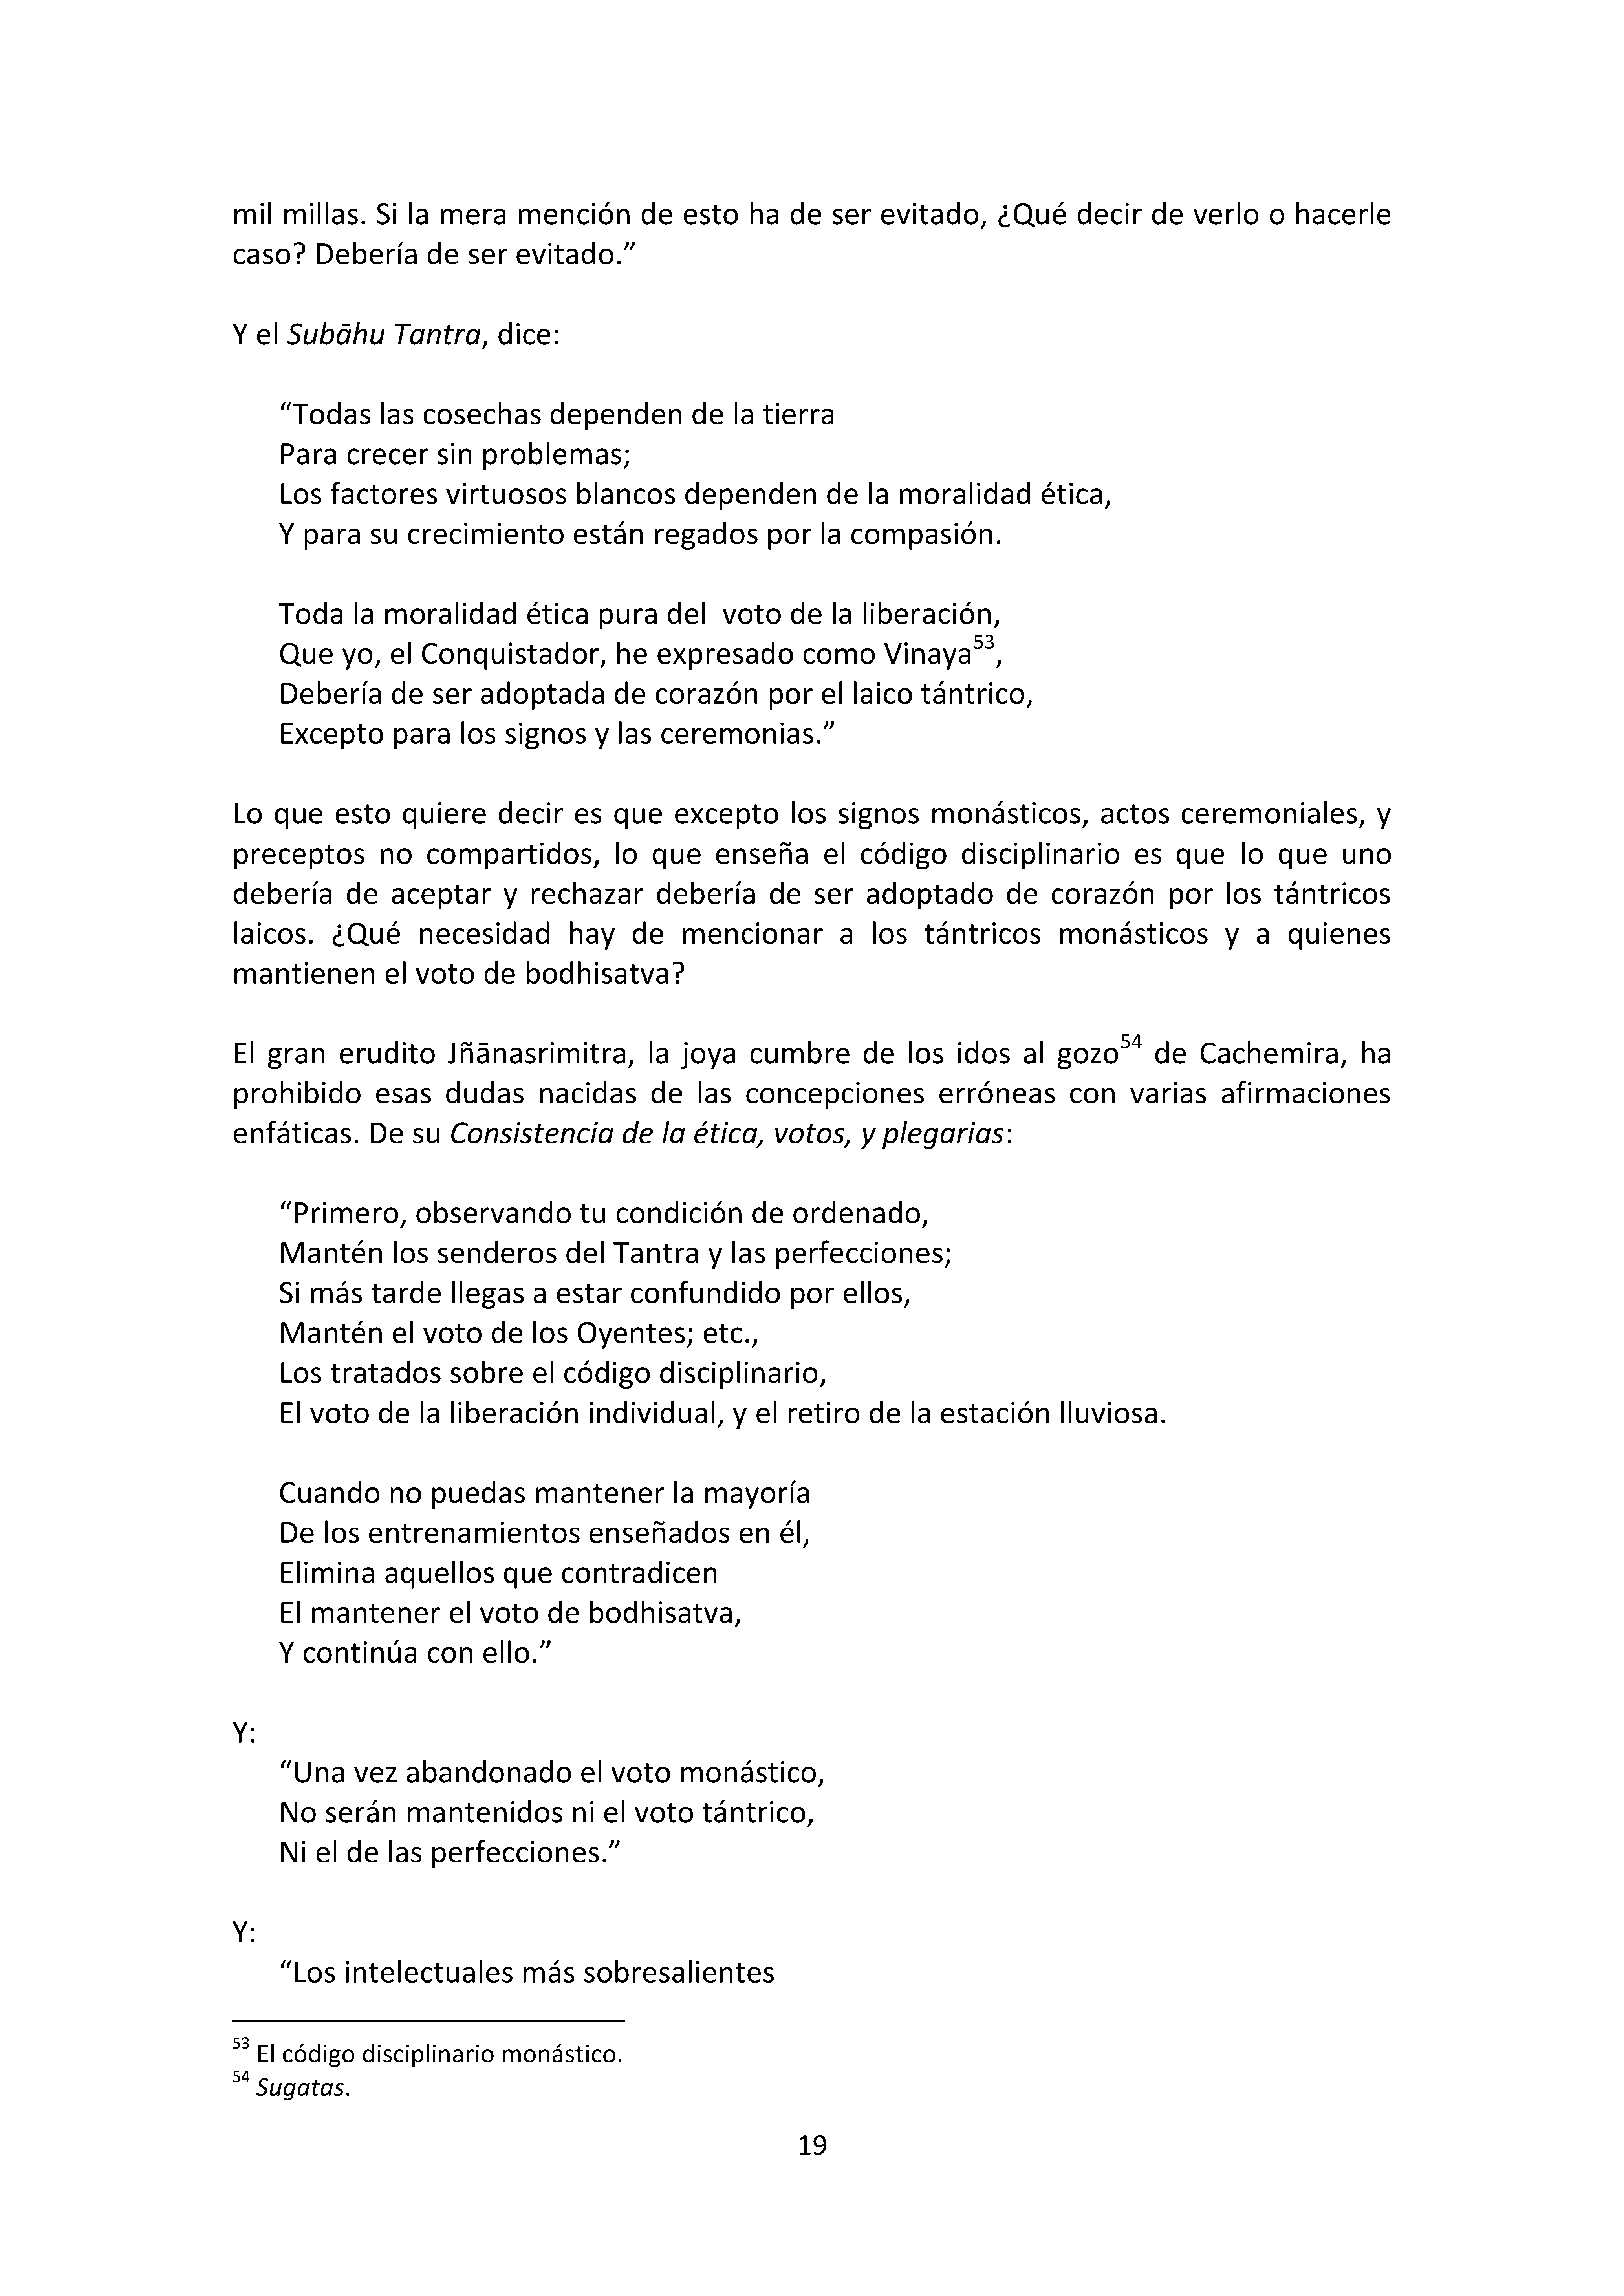 mil millas. Si la mera mención de esto ha de ser evitado, ¿Qué decir de verlo o hacerle
caso? Debería de ser evitado.”
Y el Subāhu Tantra, dice:
“Todas las cosechas dependen de la tierra
Para crecer sin problemas;
Los factores virtuosos blancos dependen de la moralidad ética,
Y para su crecimiento están regados por la compasión.
Toda la moralidad ética pura del  voto de la liberación,
Que yo, el Conquistador, he expresado como Vinaya53,
Debería de ser adoptada de corazón por el laico tántrico,
Excepto para los signos y las ceremonias.”
Lo que esto quiere decir es que excepto los signos monásticos, actos ceremoniales, y
preceptos no compartidos, lo que enseña el código disciplinario es que lo que uno
debería de aceptar y rechazar debería de ser adoptado de corazón por los tántricos
laicos. ¿Qué necesidad hay de mencionar a los tántricos monásticos y a quienes
mantienen el voto de bodhisatva?
El gran erudito Jñānasrimitra, la joya cumbre de los idos al gozo54 de Cachemira, ha
prohibido esas dudas nacidas de las concepciones erróneas con varias afirmaciones
enfáticas. De su Consistencia de la ética, votos, y plegarias:
“Primero, observando tu condición de ordenado,
Mantén los senderos del Tantra y las perfecciones;
Si más tarde llegas a estar confundido por ellos,
Mantén el voto de los Oyentes; etc.,
Los tratados sobre el código disciplinario,
El voto de la liberación individual, y el retiro de la estación lluviosa.
Cuando no puedas mantener la mayoría
De los entrenamientos enseñados en él,
Elimina aquellos que contradicen
El mantener el voto de bodhisatva,
Y continúa con ello.”
Y:
“Una vez abandonado el voto monástico,
No serán mantenidos ni el voto tántrico,
Ni el de las perfecciones.”
Y:
“Los intelectuales más sobresalientes
53 El código disciplinario monástico.
54 Sugatas.
19